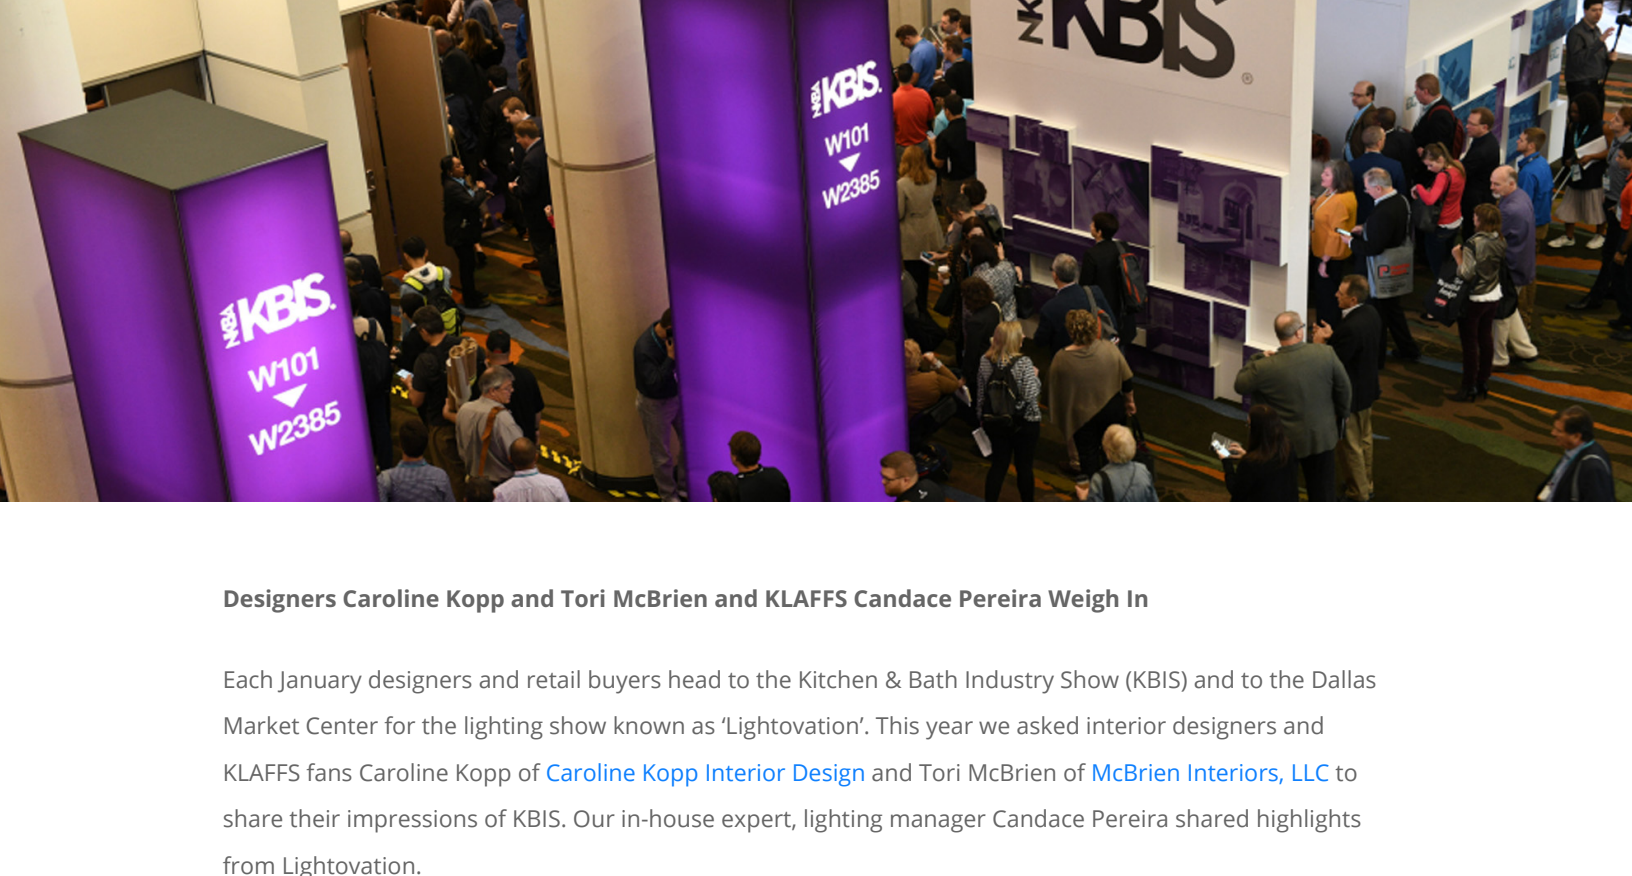 NKBA KBIS
NKBA KBIS.
W101
W2385
NKBA KBIS.
W101
W2385
Designers Caroline Kopp and Tori McBrien and KLAFFS Candace Pereira Weigh In
Each January designers and retail buyers head to the Kitchen & Bath Industry Show (KBIS) and to the Dallas
Market Center for the lighting show known as ‘Lightovation’. This year we asked interior designers and
KLAFFS fans Caroline Kopp of Caroline Kopp Interior Design and Tori McBrien of McBrien Interiors, LLC to
share their impressions of KBIS. Our in-house expert, lighting manager Candace Pereira shared highlights
from Lightovation.